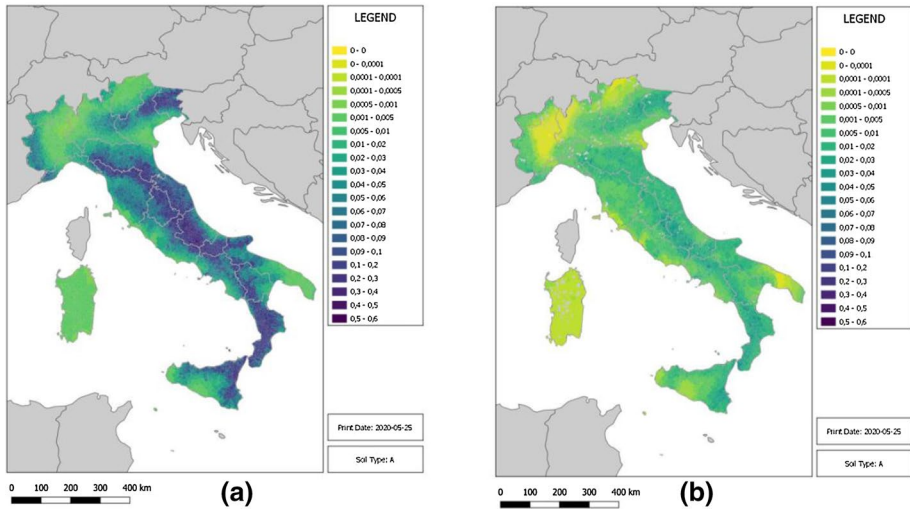 LEGEND
0 - 0
0 - 0,0001
0,0001 - 0,0001
0,0001 - 0,0005
0,0005 - 0,001
0,001 - 0,005
0,005 - 0,01
0,01 - 0,02
0,02 - 0,03
0,03 - 0,04
0,04 - 0,05
0,05 - 0,06
0,06 - 0,07
0,07 - 0,08
0,08 - 0,09
0,09 - 0,1
0,1 - 0,2
0,2 - 0,3
0,3 - 0,4
0,4 - 0,5
0,5 - 0,6
Print Date: 2020-05-25
Soil Type: A
0 100 200 300 400 km
(a)
LEGEND
0 - 0
0 - 0,0001
0,0001 - 0,0001
0,0001 - 0,0005
0,0005 - 0,001
0,001 - 0,005
0,005 - 0,01
0,01 - 0,02
0,02 - 0,03
0,03 - 0,04
0,04 - 0,05
0,05 - 0,06
0,06 - 0,07
0,07 - 0,08
0,08 - 0,09
0,09 - 0,1
0,1 - 0,2
0,2 - 0,3
0,3 - 0,4
0,4 - 0,5
0,5 - 0,6
Print Date: 2020-05-25
Soil Type: A
0 100 200 300 400 km
(b)